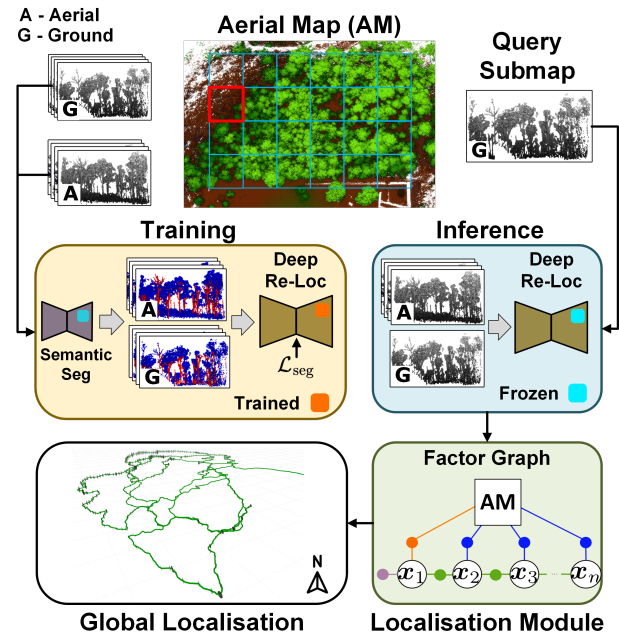 A - Aerial
G - Ground
Aerial Map (AM)
Query
Submap
G
A
G
Training
Inference
Semantic
Seg
A
G
Deep
Re-Loc
ℒseg
Trained
A
G
Deep
Re-Loc
Frozen
Factor Graph
AM
x1
x2
x3
xn
N
Global Localisation
Localisation Module